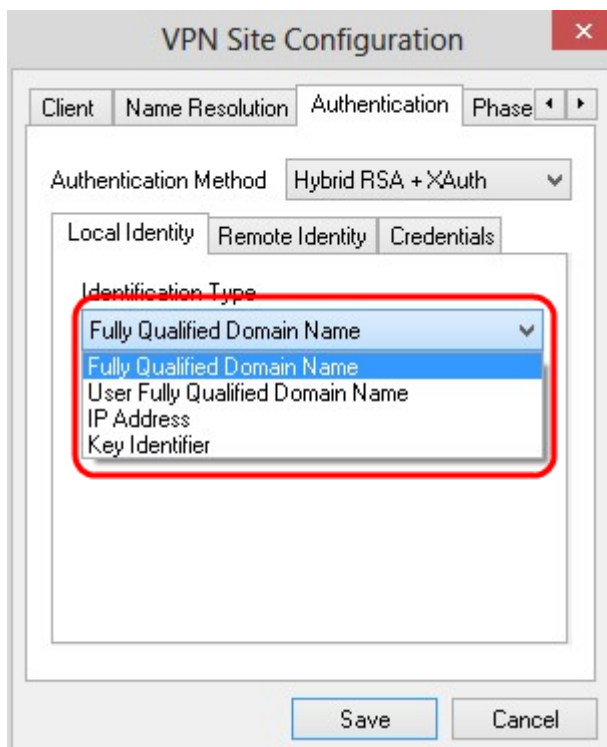 VPN Site Configuration
Client Name Resolution Authentication Phase
Authentication Method Hybrid RSA + XAuth
Local Identity Remote Identity Credentials
Identification Type
Fully Qualified Domain Name
Fully Qualified Domain Name
User Fully Qualified Domain Name
IP Address
Key Identifier
Save Cancel